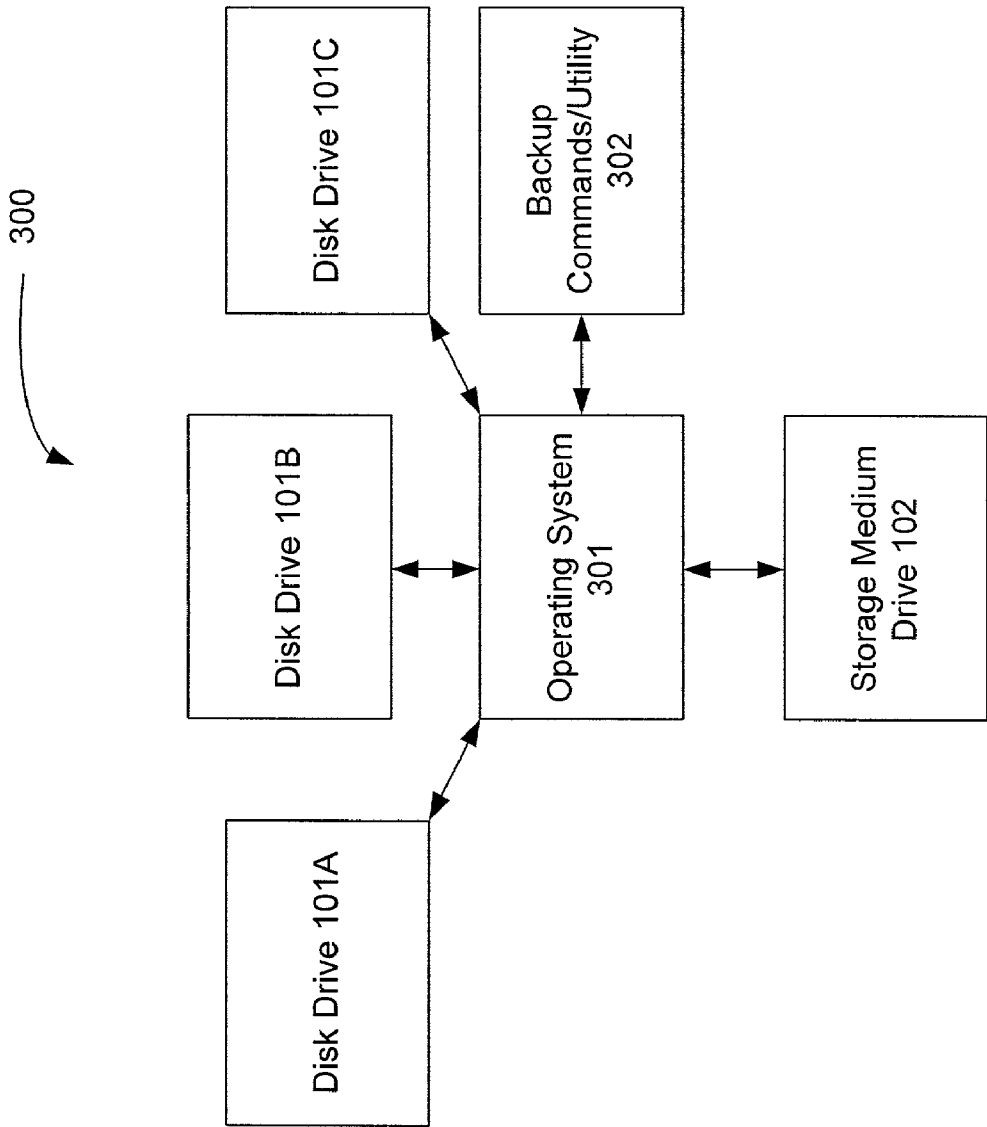 300
Disk Drive 101A
Disk Drive 101B
Disk Drive 101C
Operating System
301
Backup
Commands/Utility
302
Storage Medium
Drive 102